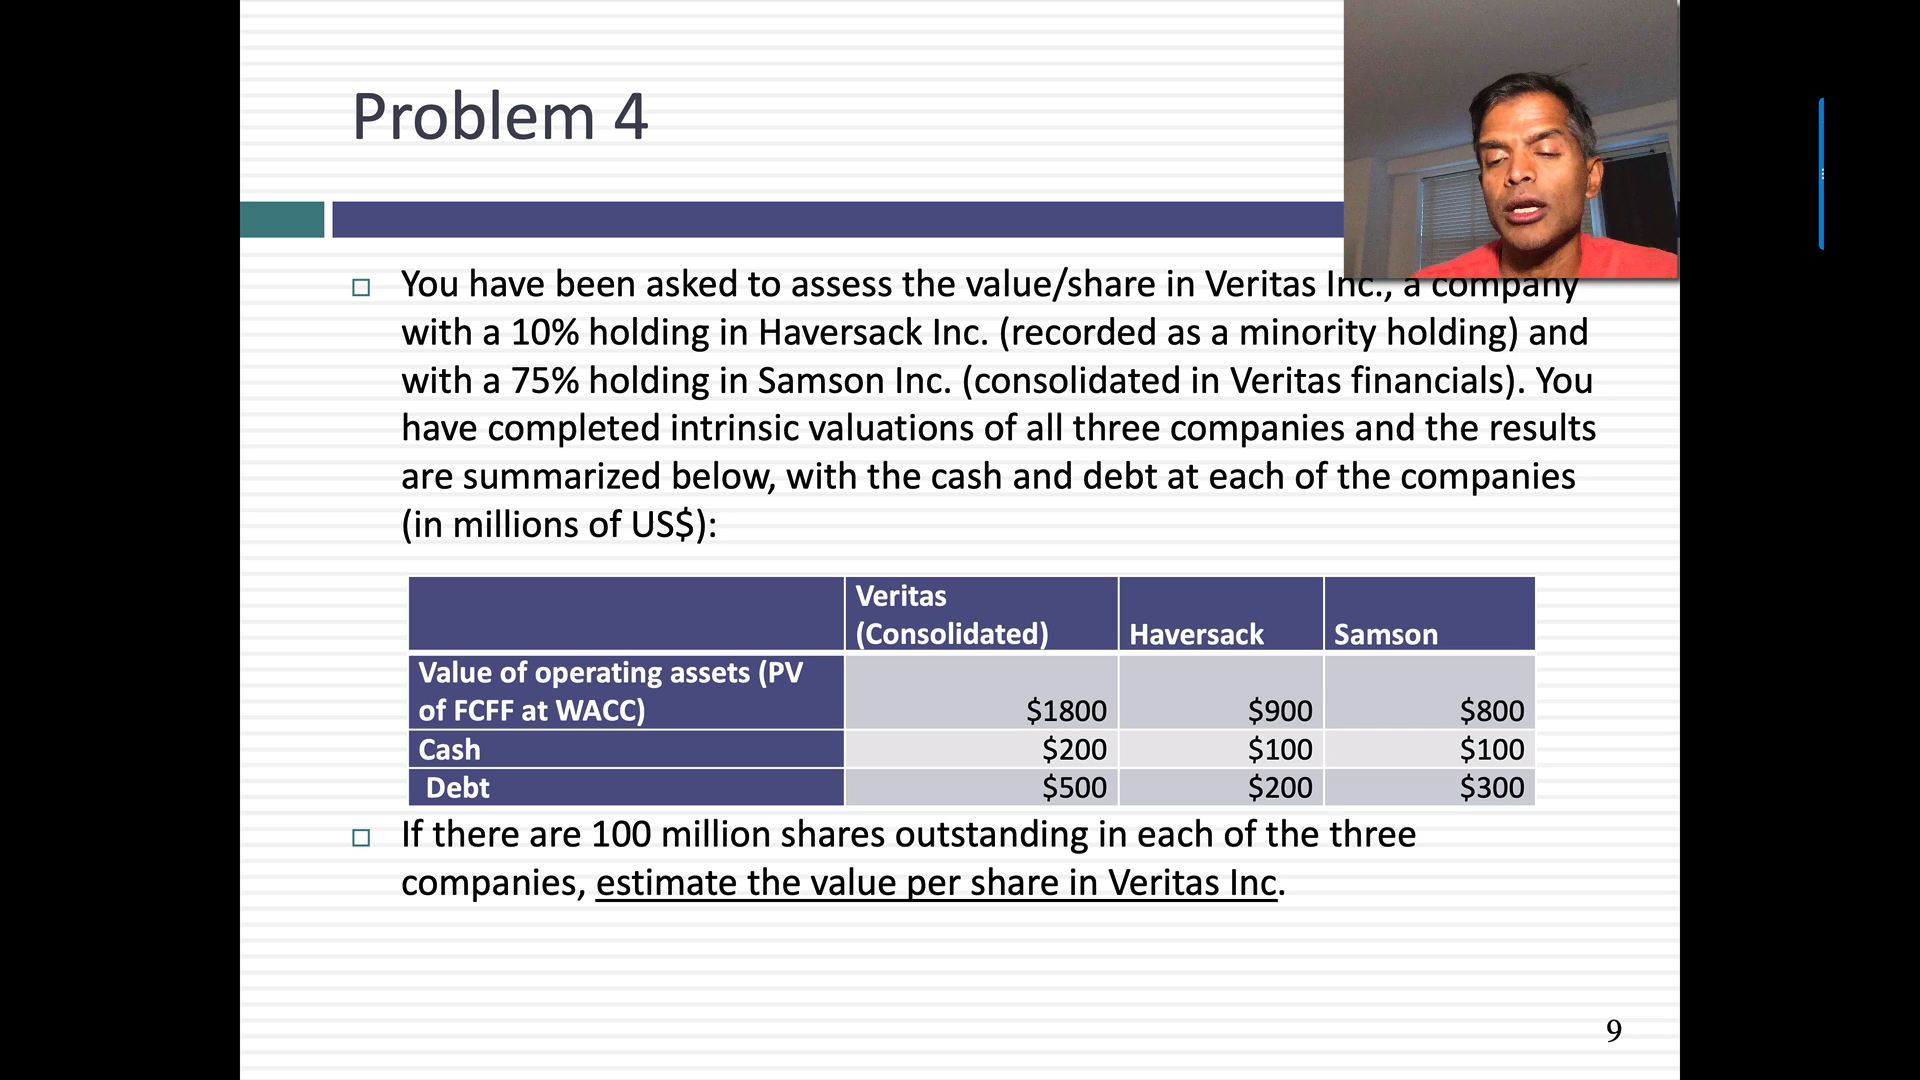 Problem 4
You have been asked to assess the value/share in Veritas Inc., a company
with a 10% holding in Haversack Inc. (recorded as a minority holding) and
with a 75% holding in Samson Inc. (consolidated in Veritas financials). You
have completed intrinsic valuations of all three companies and the results
are summarized below, with the cash and debt at each of the companies
(in millions of US$):
Veritas
(Consolidated) Haversack Samson
Value of operating assets (PV
of FCFF at WACC) $1800 $900 $800
Cash $200 $100 $100
Debt $500 $200 $300
If there are 100 million shares outstanding in each of the three
companies, estimate the value per share in Veritas Inc.
9